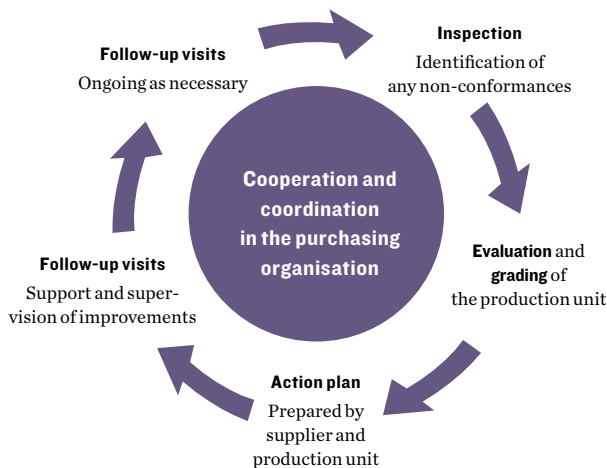 Follow-up visits
Ongoing as necessary
Inspection
Identification of
any non-conformances
Cooperation and
coordination
in the purchasing
organisation
Evaluation and
grading of
the production unit
Follow-up visits
Support and super-
vision of improvements
Action plan
Prepared by
supplier and
production unit